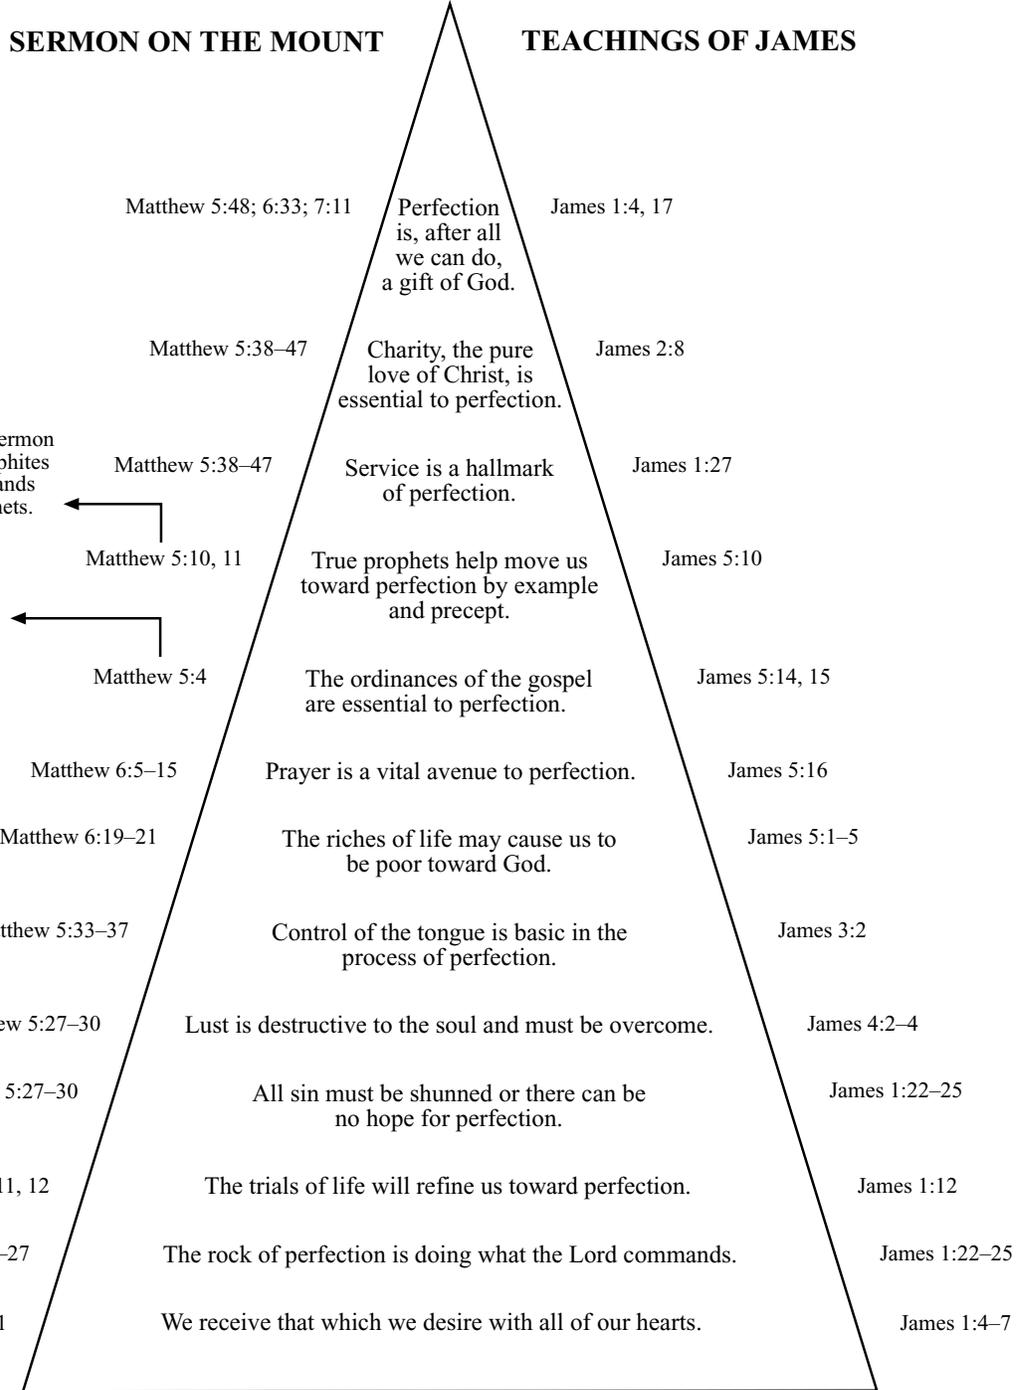 SERMON ON THE MOUNT
TEACHINGS OF JAMES
Matthew 5:48; 6:33; 7:11
Perfection
is, after all
we can do,
a gift of God.
James 1:4, 17
Matthew 5:38–47
Charity, the pure
love of Christ, is
essential to perfection.
James 2:8
Matthew 5:38–47
Service is a hallmark
of perfection.
James 1:27
Matthew 5:10, 11
True prophets help move us
toward perfection by example
and precept.
James 5:10
Matthew 5:4
The ordinances of the gospel
are essential to perfection.
James 5:14, 15
Matthew 6:5–15
Prayer is a vital avenue to perfection.
James 5:16
Matthew 6:19–21
The riches of life may cause us to
be poor toward God.
James 5:1–5
5:33–37
Control of the tongue is basic in the
process of perfection.
James 3:2
5:27–30
Lust is destructive to the soul and must be overcome.
James 4:2–4
5:27–30
All sin must be shunned or there can be
no hope for perfection.
James 1:22–25
12
The trials of life will refine us toward perfection.
James 1:12
–27
The rock of perfection is doing what the Lord commands.
James 1:22–25
We receive that which we desire with all of our hearts.
James 1:4–7